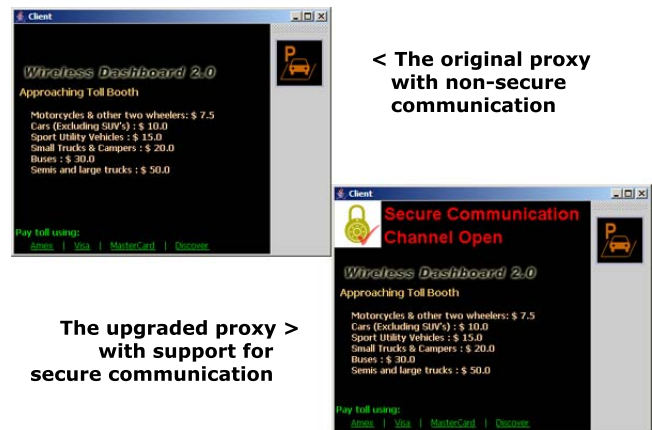 Client
Wireless Dashboard 2.0
P
Approaching Toll Booth
Motorcycles & other two wheelers: $ 7.5
Cars (Excluding SUV's) : $ 10.0
Sport Utility Vehicles : $ 15.0
Small Trucks & Campers : $ 20.0
Buses : $ 30.0
Semis and large trucks : $ 50.0
Pay toll using:
Amex | Visa | MasterCard | Discover
< The original proxy
with non-secure
communication
The upgraded proxy >
with support for
secure communication
Client
Secure Communication
Channel Open
P
Wireless Dashboard 2.0
Approaching Toll Booth
Motorcycles & other two wheelers: $ 7.5
Cars (Excluding SUV's) : $ 10.0
Sport Utility Vehicles : $ 15.0
Small Trucks & Campers : $ 20.0
Buses : $ 30.0
Semis and large trucks : $ 50.0
Pay toll using:
Amex | Visa | MasterCard | Discover